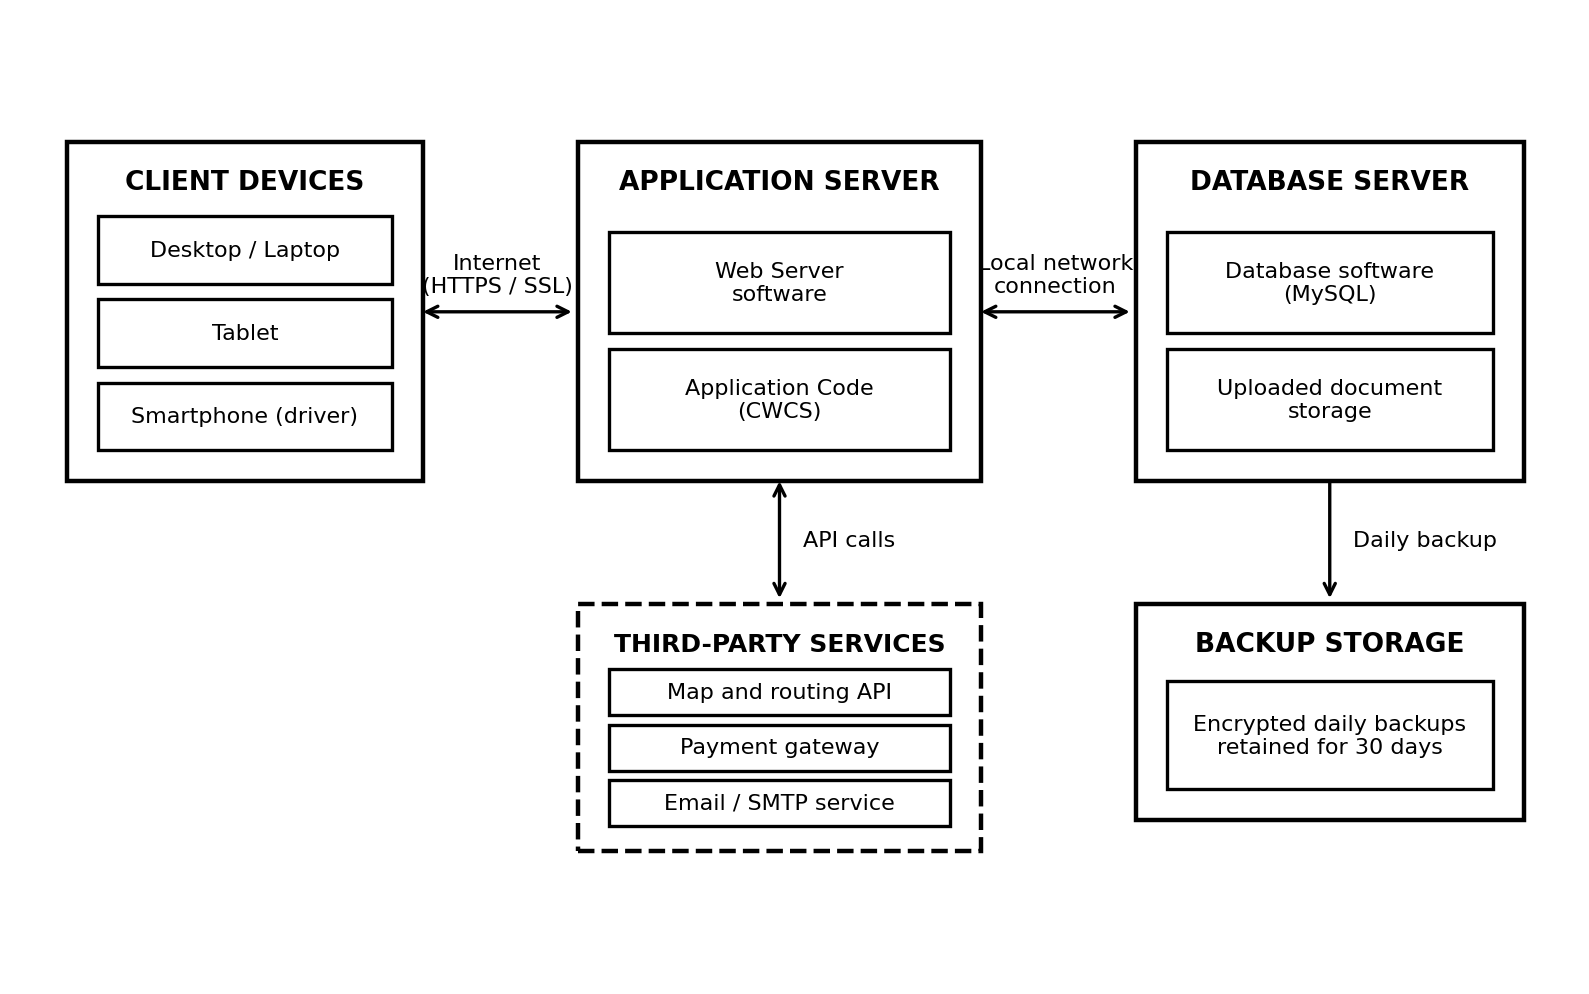 CLIENT DEVICES
Desktop / Laptop
Tablet
Smartphone (driver)
Internet
(HTTPS / SSL)
APPLICATION SERVER
Web Server
software
Application Code
(CWCS)
Local network
connection
DATABASE SERVER
Database software
(MySQL)
Uploaded document
storage
API calls
Daily backup
THIRD-PARTY SERVICES
Map and routing API
Payment gateway
Email / SMTP service
BACKUP STORAGE
Encrypted daily backups
retained for 30 days